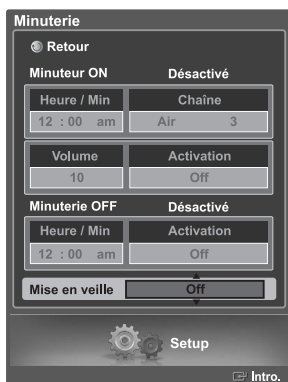 Minuterie
Retour
Minuteur ON Désactivé
Heure / Min Chaîne
12 : 00 am Air 3
Volume Activation
10 Off
Minuterie OFF Désactivé
Heure / Min Activation
12 : 00 am Off
Mise en veille Off
Setup
Intro.